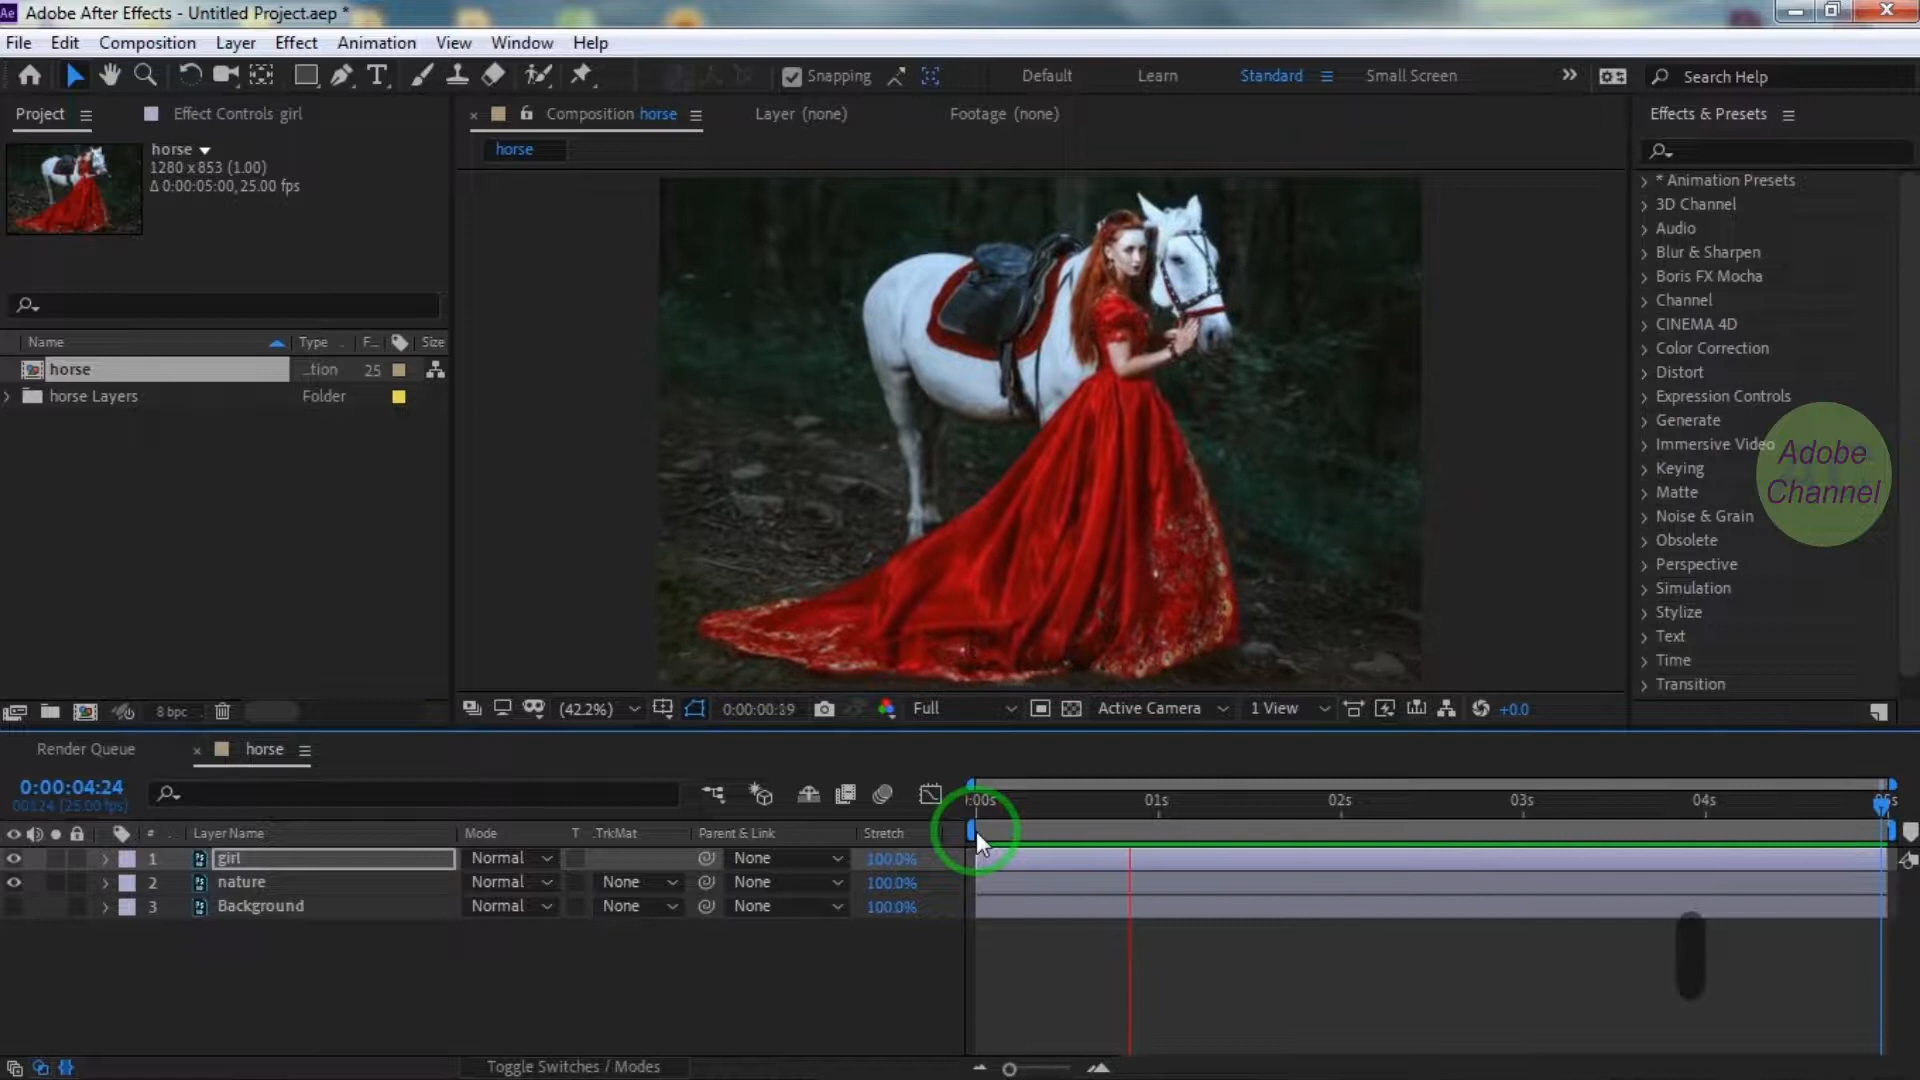 Ae Adobe After Effects - Untitled Project.aep *
File Edit Composition Layer Effect Animation View Window Help
Snapping Default Learn Standard Small Screen Search Help
Project Effect Controls girl
horse
1280 x 853 (1.00)
Δ 0:00:05:00, 25.00 fps
Name Type F... Size
horse ...tion 25
horse Layers Folder
8 bpc
Composition horse Layer (none) Footage (none)
horse
(42.2%) 0:00:00:19 Full Active Camera 1 View +0.0
Effects & Presets
* Animation Presets
3D Channel
Audio
Blur & Sharpen
Boris FX Mocha
Channel
CINEMA 4D
Color Correction
Distort
Expression Controls
Generate
Immersive Video
Keying
Matte
Noise & Grain
Obsolete
Perspective
Simulation
Stylize
Text
Time
Transition
Adobe
Channel
Render Queue horse
0:00:04:24
00124 (25.00 fps)
:00s 01s 02s 03s 04s 05s
# Layer Name Mode T .TrkMat Parent & Link Stretch
1 girl Normal None 100.0%
2 nature Normal None None 100.0%
3 Background Normal None None 100.0%
Toggle Switches / Modes